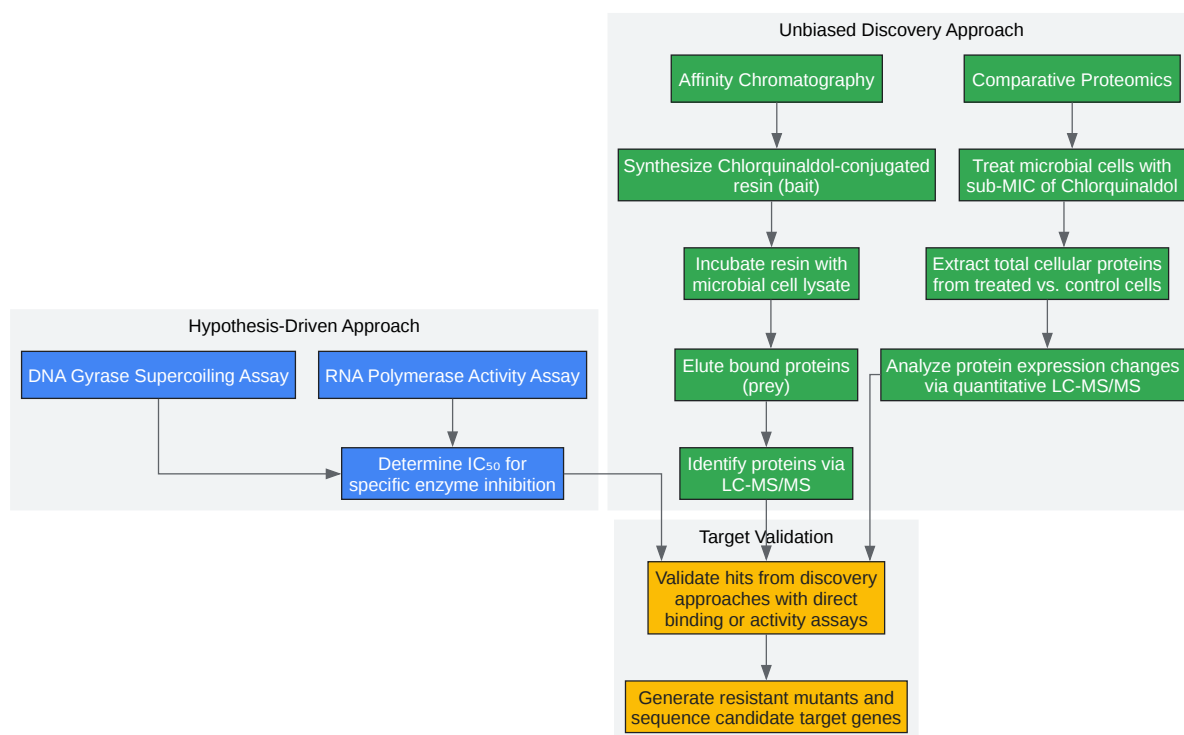 Unbiased Discovery Approach
Affinity Chromatography
Comparative Proteomics
Synthesize Chlorquinaldol-conjugated
resin (bait)
Treat microbial cells with
sub-MIC of Chlorquinaldol
Incubate resin with
microbial cell lysate
Extract total cellular proteins
from treated vs. control cells
Hypothesis-Driven Approach
DNA Gyrase Supercoiling Assay
RNA Polymerase Activity Assay
Elute bound proteins
(prey)
Analyze protein expression changes
via quantitative LC-MS/MS
Determine IC₅₀ for
specific enzyme inhibition
Identify proteins via
LC-MS/MS
Target Validation
Validate hits from discovery
approaches with direct
binding or activity assays
Generate resistant mutants and
sequence candidate target genes